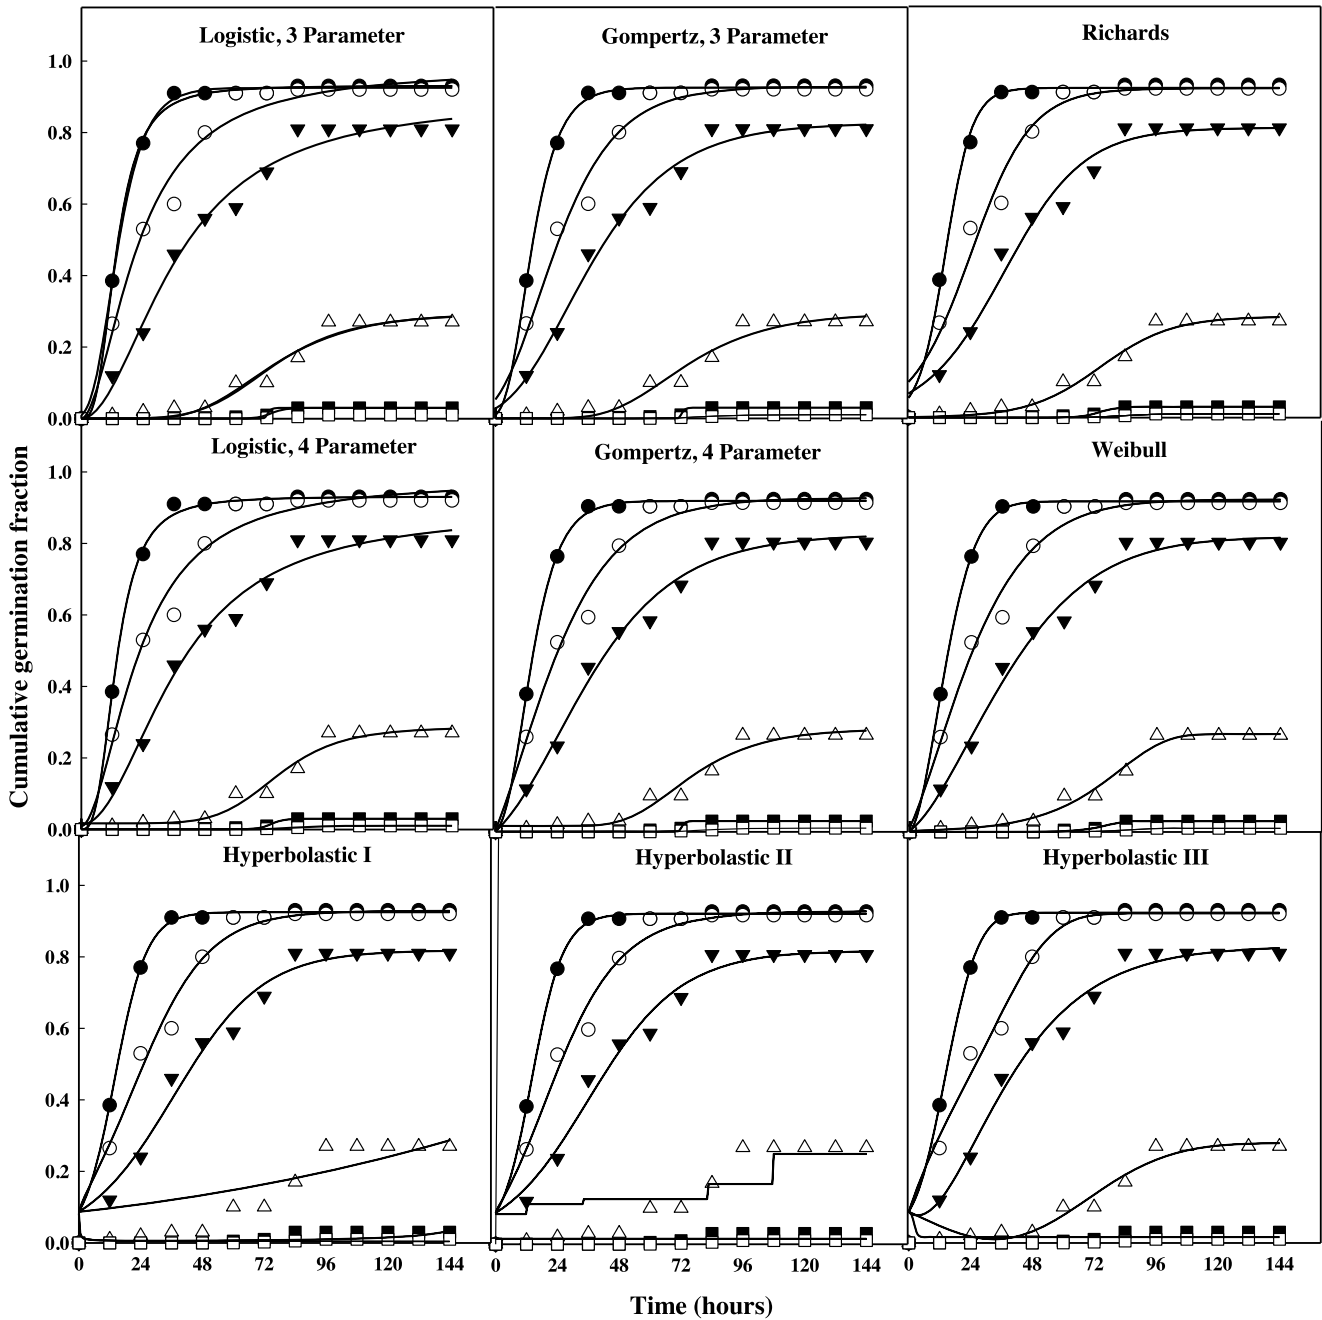 Logistic, 3 Parameter
Gompertz, 3 Parameter
Richards
1.0
0.8
0.6
0.4
0.2
0.0
Logistic, 4 Parameter
Gompertz, 4 Parameter
Weibull
1.0
0.8
0.6
0.4
0.2
0.0
Cumulative germination fraction
Hyperbolastic I
Hyperbolastic II
Hyperbolastic III
1.0
0.8
0.6
0.4
0.2
0.0
0 24 48 72 96 120 144
0 24 48 72 96 120 144
0 24 48 72 96 120 144
Time (hours)